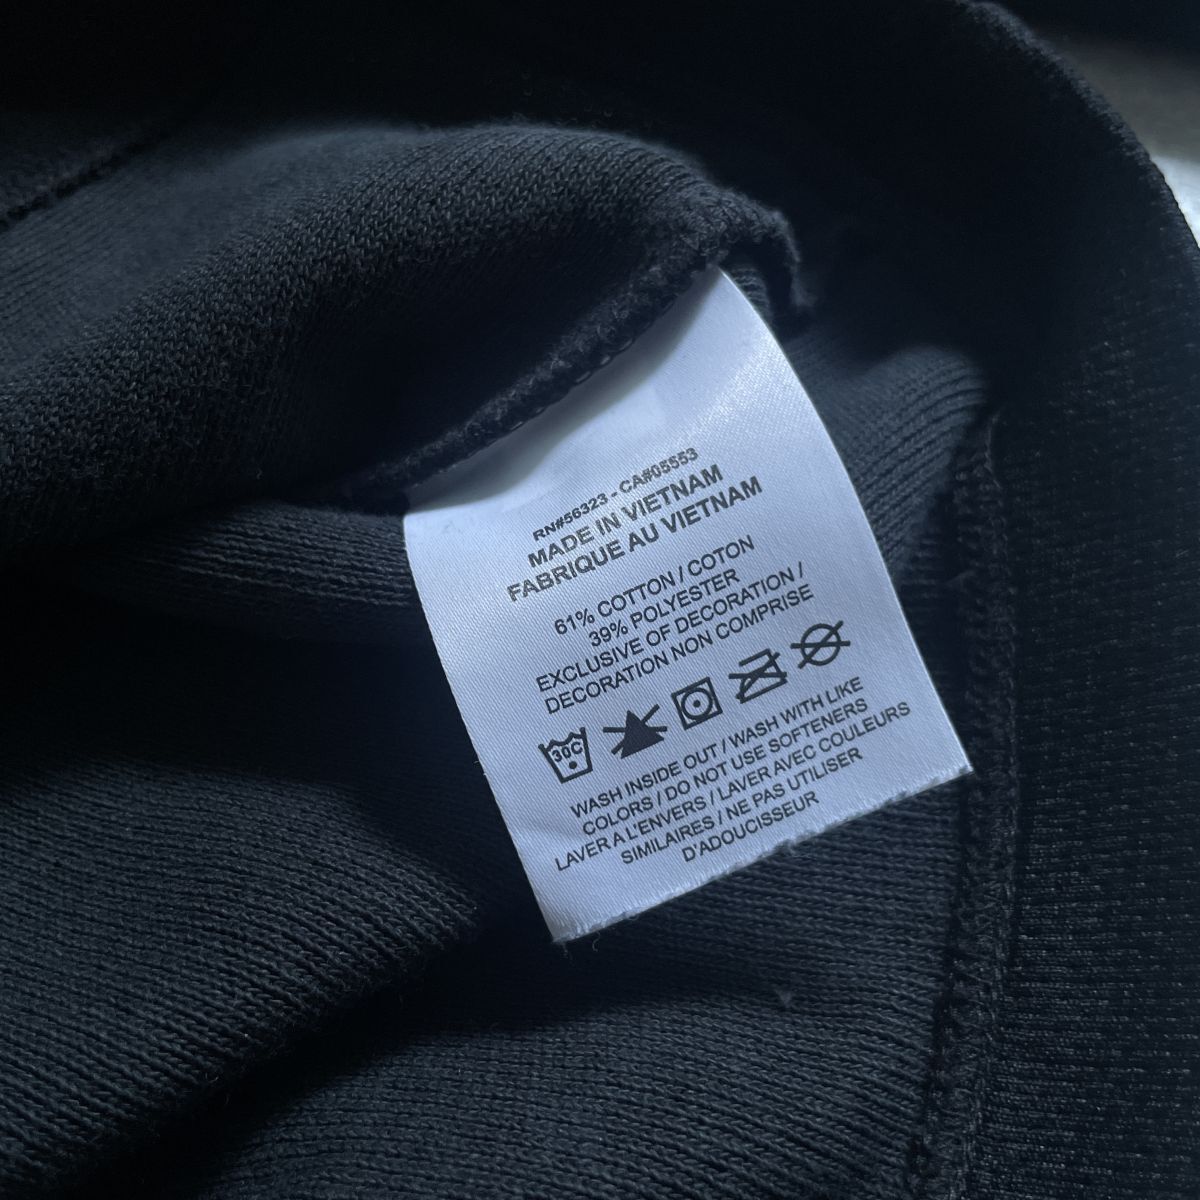 RN#56323 - CA#05553
MADE IN VIETNAM
FABRIQUE AU VIETNAM
61% COTTON / COTON
39% POLYESTER
EXCLUSIVE OF DECORATION /
DECORATION NON COMPRISE
30C
WASH INSIDE OUT / WASH WITH LIKE
COLORS / DO NOT USE SOFTENERS
LAVER A L'ENVERS / LAVER AVEC COULEURS
SIMILAIRES / NE PAS UTILISER
D'ADOUCISSEUR